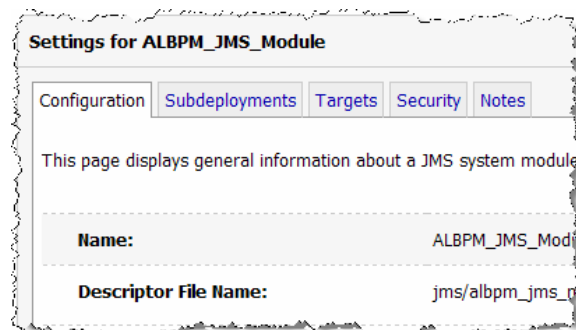 Settings for ALBPM_JMS_Module
Configuration Subdeployments Targets Security Notes
This page displays general information about a JMS system module
Name: ALBPM_JMS_Modu
Descriptor File Name: jms/albpm_jms_m